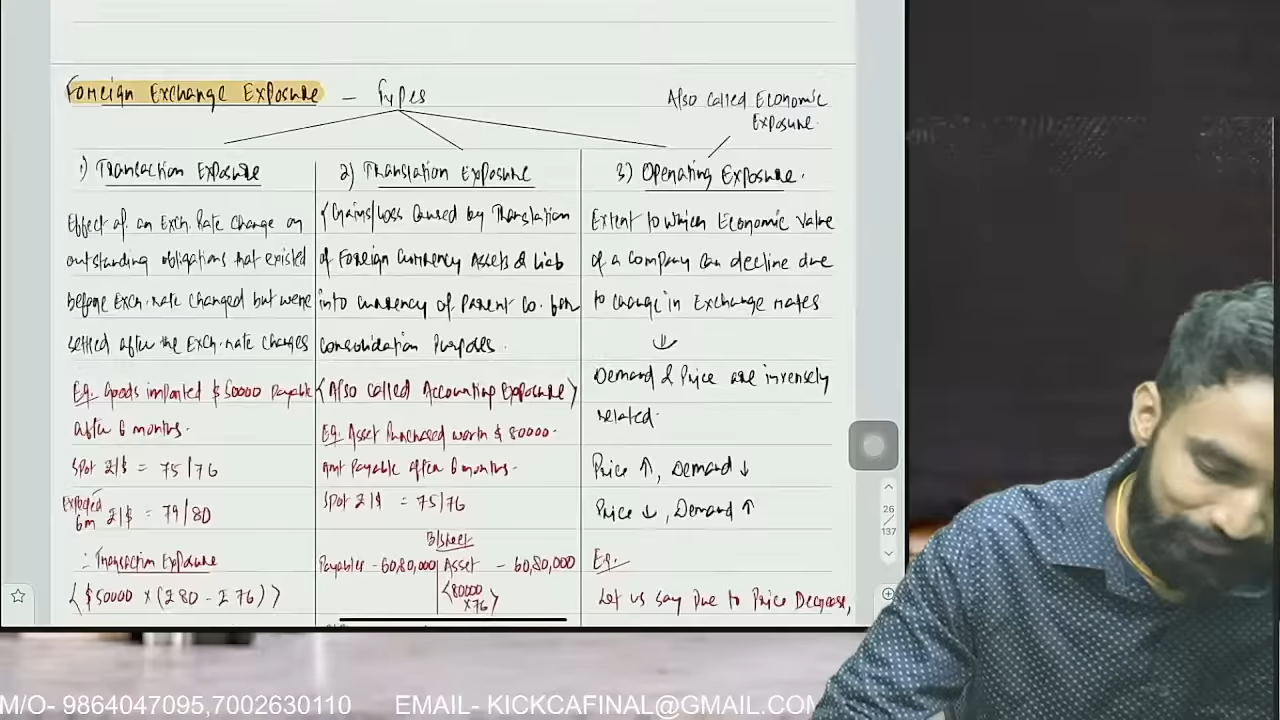 Foreign Exchange Exposure – Types
Also called Economic
Exposure.
1) Transaction Exposure
Effect of an Exch. Rate change on
outstanding obligations that existed
before Exch. rate changed but were
settled after the Exch. rate changes
Eg. Goods imported $ 50000 Payable
after 6 months.
Spot ₹/$ = 75/76
Expected
6m ₹/$ = 79/80
∴ Transaction Exposure
($50000 × (₹80 - ₹76))
2) Translation Exposure
Gains/Loss caused by Translation
of Foreign Currency Assets & Liab
into currency of Parent Co. for
consolidation Purposes.
(Also called Accounting Exposure)
Eg. Asset Purchased worth $ 80000.
Amt Payable after 6 months.
Spot ₹/$ = 75/76
B/Sheet
Payables - 60,80,000 Asset - 60,80,000
(80000
×76)
3) Operating Exposure.
Extent to which Economic Value
of a company can decline due
to change in Exchange rates
Demand & Price are inversely
related.
Price ↑, Demand ↓
Price ↓, Demand ↑
Eg.
Let us say Due to Price Decrease,
26
137
M/O- 9864047095,7002630110 EMAIL- KICKCAFINAL@GMAIL.COM